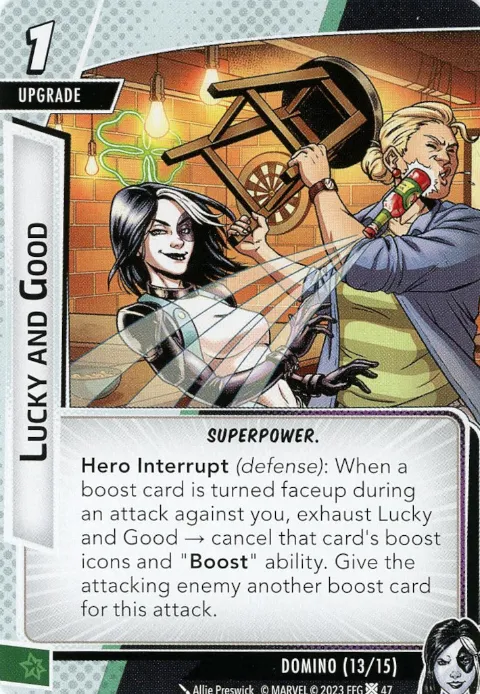 1
UPGRADE
LUCKY AND GOOD
SUPERPOWER.
Hero Interrupt (defense): When a
boost card is turned faceup during
an attack against you, exhaust Lucky
and Good → cancel that card's boost
icons and "Boost" ability. Give the
attacking enemy another boost card
for this attack.
DOMINO (13/15)
Allie Preswick © MARVEL © 2023 FFG 47